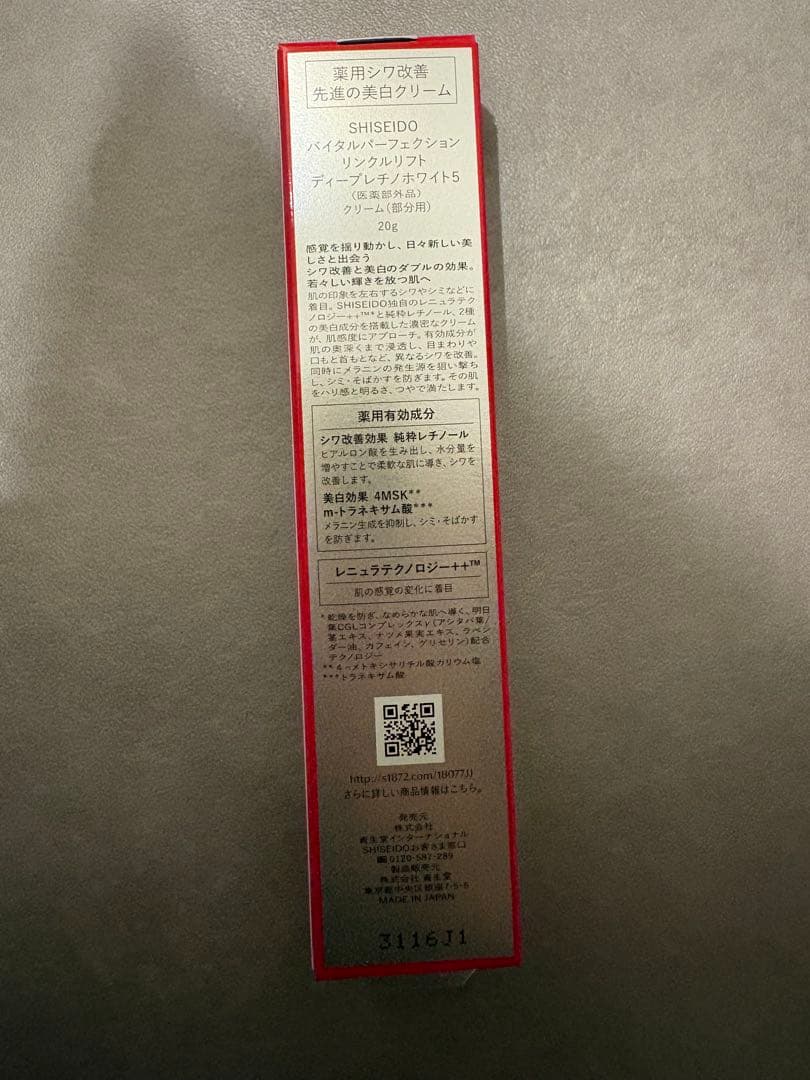 薬用シワ改善
先進の美白クリーム
SHISEIDO
バイタルパーフェクション
リンクルリフト
ディープレチノホワイト5
(医薬部外品)
クリーム(部分用)
20g
感覚を揺り動かし、日々新しい美
しさと出会う
シワ改善と美白のダブルの効果。
若々しい輝きを放つ肌へ
肌の印象を左右するシワやシミなどに
着目。SHISEIDO独自のレニュラテク
ノロジー++™*と純粋レチノール、2種
の美白成分を搭載した濃密なクリーム
が、肌感度にアプローチ。有効成分が
肌の奥深くまで浸透し、目まわりや
口もと首もとなど、異なるシワを改善。
同時にメラニンの発生源を狙い撃ち
し、シミ・そばかすを防ぎます。その肌
をハリ感と明るさ、つやで満たします。
薬用有効成分
シワ改善効果 純粋レチノール
ヒアルロン酸を生み出し、水分量を
増やすことで柔軟な肌に導き、シワを
改善します。
美白効果 4MSK**
m-トラネキサム酸***
メラニン生成を抑制し、シミ・そばかす
を防ぎます。
レニュラテクノロジー++™
肌の感覚の変化に着目
*乾燥を防ぎ、なめらかな肌へ導く、明日
葉CGLコンプレックスγ(アシタバ葉/
茎エキス、ナツメ果実エキス、ラベン
ダー油、カフェイン、グリセリン)配合
テクノロジー
**4-メトキシサリチル酸カリウム塩
***トラネキサム酸
http://s1872.com/18077JJ
さらに詳しい商品情報はこちら。
発売元
株式会社
資生堂インターナショナル
SHISEIDOお客さま窓口
0120-587-289
製造販売元
株式会社 資生堂
東京都中央区銀座7-5-5
MADE IN JAPAN
3116J1